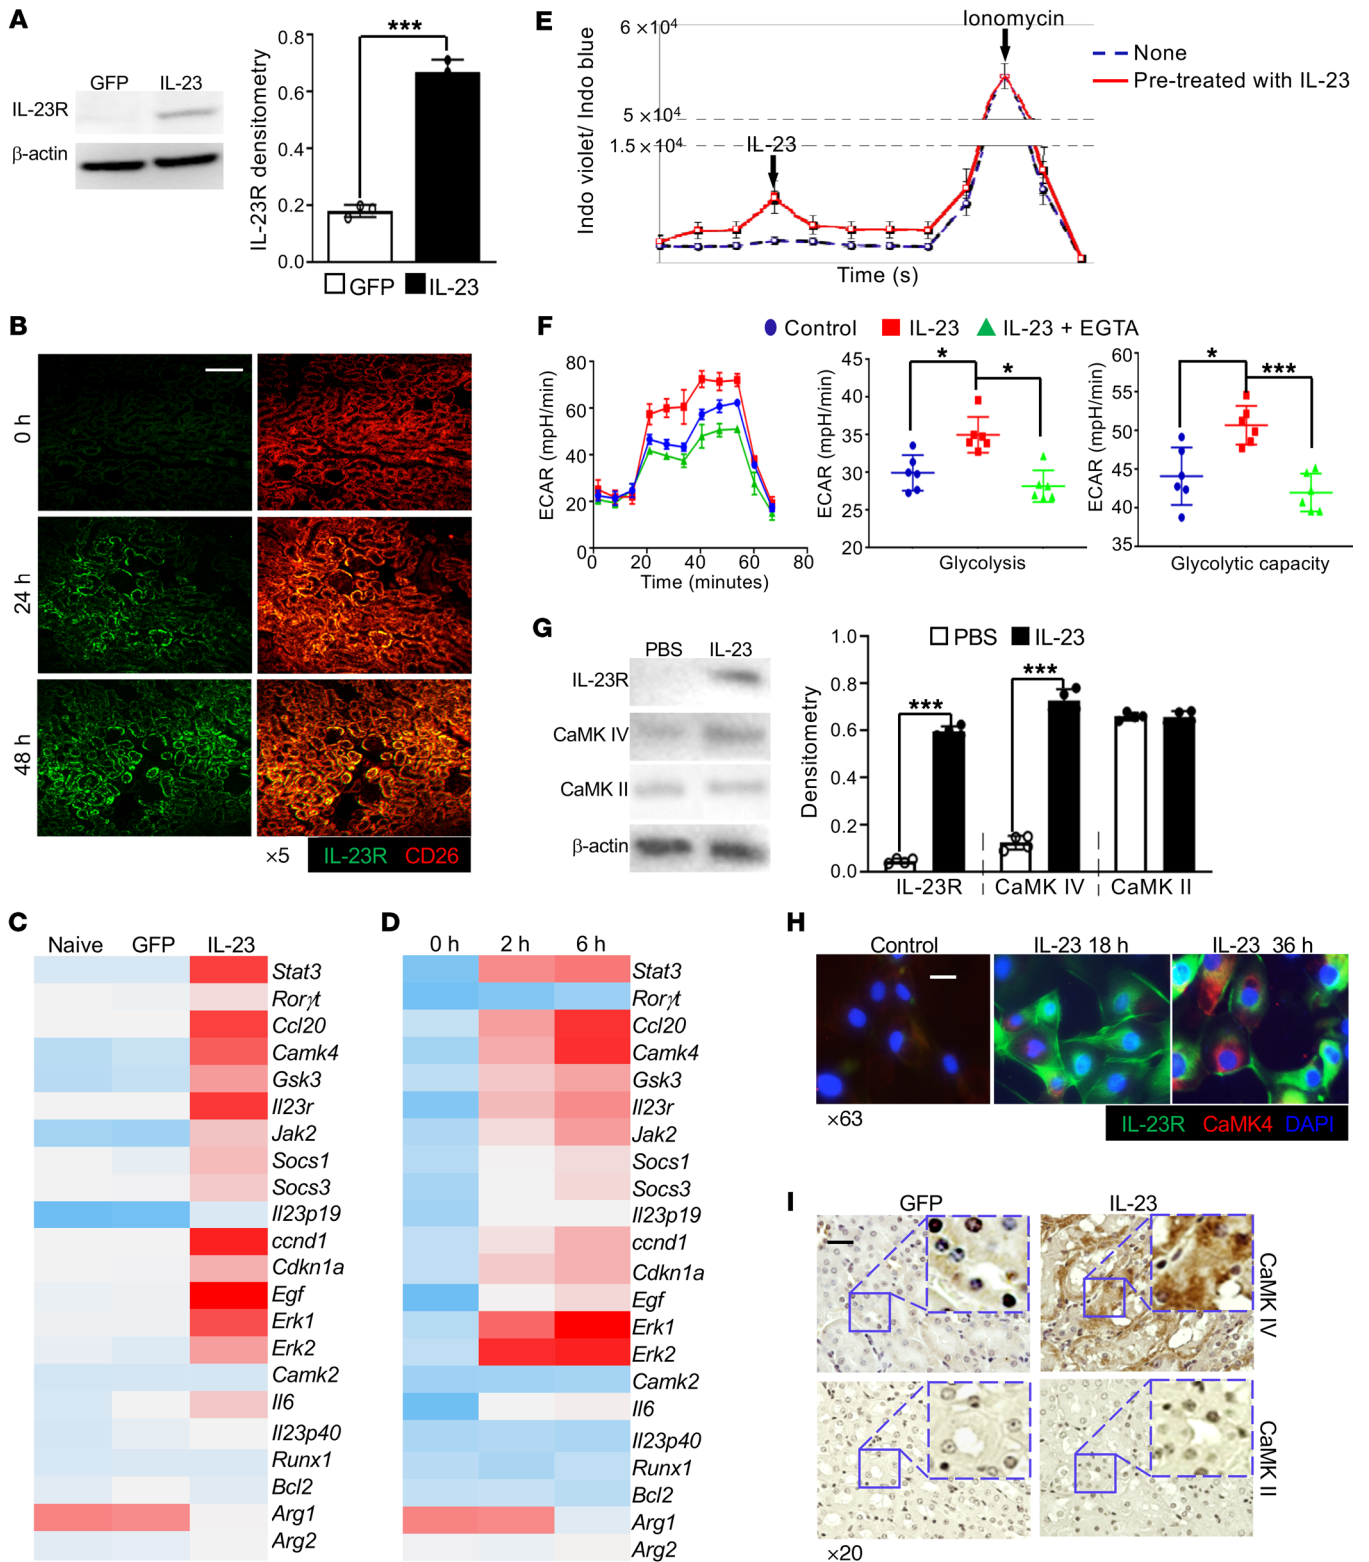 A
GFP IL-23
IL-23R
β-actin
***
IL-23R densitometry
0.8
0.6
0.4
0.2
0.0
GFP IL-23
B
0 h
24 h
48 h
×5 IL-23R CD26
C
Naive GFP IL-23
Stat3
Rorγt
Ccl20
Camk4
Gsk3
Il23r
Jak2
Socs1
Socs3
Il23p19
ccnd1
Cdkn1a
Egf
Erk1
Erk2
Camk2
Il6
Il23p40
Runx1
Bcl2
Arg1
Arg2
D
0 h 2 h 6 h
Stat3
Rorγt
Ccl20
Camk4
Gsk3
Il23r
Jak2
Socs1
Socs3
Il23p19
ccnd1
Cdkn1a
Egf
Erk1
Erk2
Camk2
Il6
Il23p40
Runx1
Bcl2
Arg1
Arg2
E
Indo violet/ Indo blue
6 ×10⁴
5 ×10⁴
1.5 ×10⁴
IL-23
Ionomycin
None
Pre-treated with IL-23
Time (s)
F
Control IL-23 IL-23 + EGTA
ECAR (mpH/min)
80
60
40
20
0
0 20 40 60 80
Time (minutes)
ECAR (mpH/min)
45
40
35
30
25
20
* *
Glycolysis
ECAR (mpH/min)
60
55
50
45
40
35
* ***
Glycolytic capacity
G
PBS IL-23
IL-23R
CaMK IV
CaMK II
β-actin
PBS IL-23
Densitometry
1.0
0.8
0.6
0.4
0.2
0.0
*** ***
IL-23R CaMK IV CaMK II
H
Control IL-23 18 h IL-23 36 h
×63
IL-23R CaMK4 DAPI
I
GFP IL-23
CaMK IV
CaMK II
×20